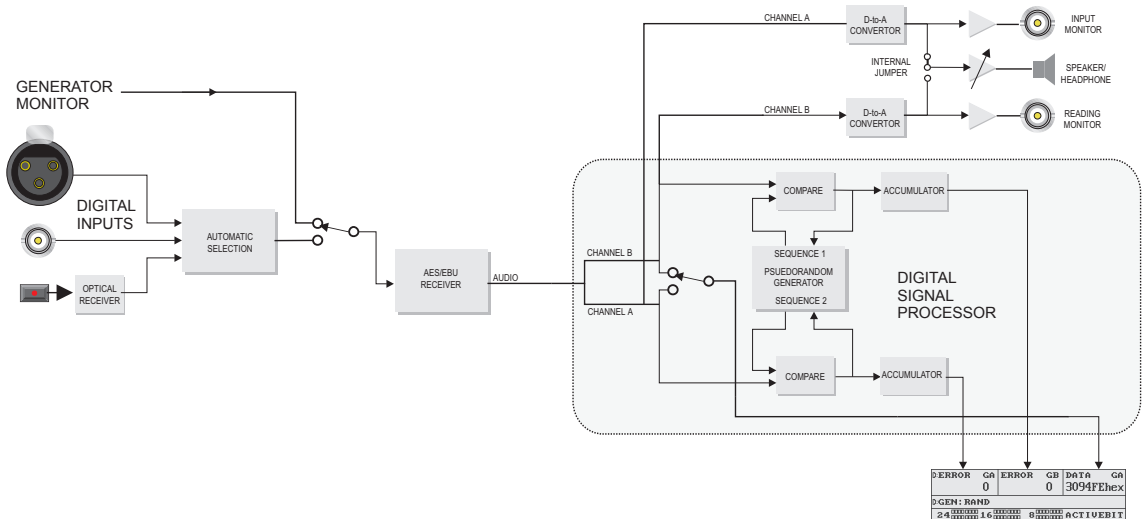 CHANNEL A
D-to-A
CONVERTOR
INPUT
MONITOR
INTERNAL
JUMPER
SPEAKER/
HEADPHONE
CHANNEL B
D-to-A
CONVERTOR
READING
MONITOR
GENERATOR
MONITOR
DIGITAL
INPUTS
AUTOMATIC
SELECTION
OPTICAL
RECEIVER
AES/EBU
RECEIVER
AUDIO
CHANNEL B
CHANNEL A
COMPARE
ACCUMULATOR
SEQUENCE 1
PSUEDORANDOM
GENERATOR
SEQUENCE 2
DIGITAL
SIGNAL
PROCESSOR
COMPARE
ACCUMULATOR
D:ERROR GA ERROR GB DATA GA
0 0 3094FEhex
D:GEN: RAND
24 16 8 ACTIVEBIT